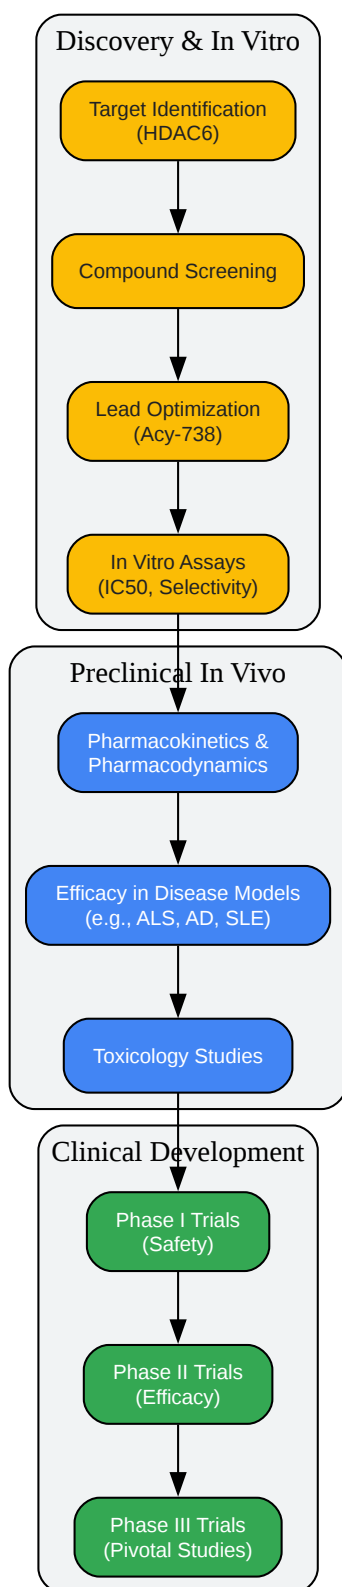 Discovery & In Vitro
Target Identification
(HDAC6)
Compound Screening
Lead Optimization
(Acy-738)
In Vitro Assays
(IC50, Selectivity)
Preclinical In Vivo
Pharmacokinetics &
Pharmacodynamics
Efficacy in Disease Models
(e.g., ALS, AD, SLE)
Toxicology Studies
Clinical Development
Phase I Trials
(Safety)
Phase II Trials
(Efficacy)
Phase III Trials
(Pivotal Studies)